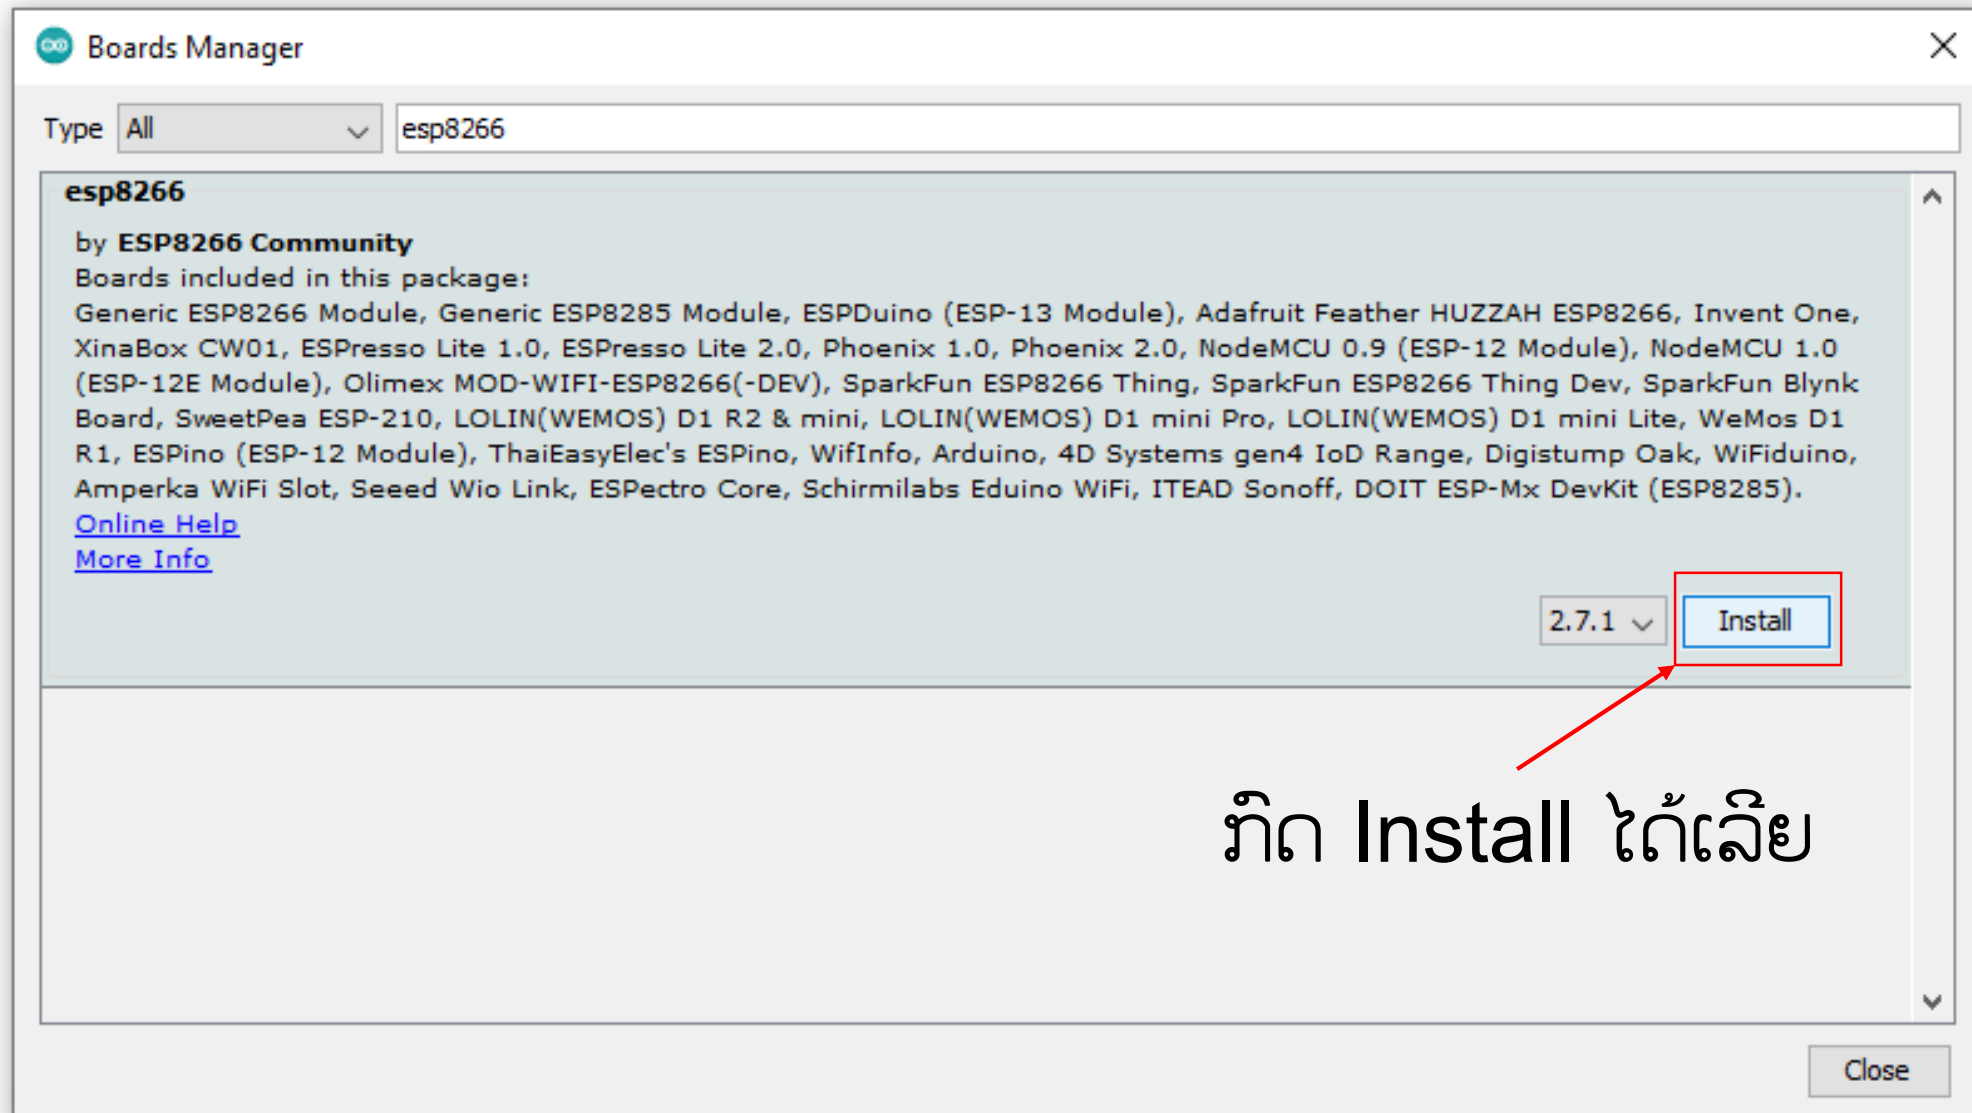 Boards Manager
Type All esp8266
esp8266
by ESP8266 Community
Boards included in this package:
Generic ESP8266 Module, Generic ESP8285 Module, ESPDuino (ESP-13 Module), Adafruit Feather HUZZAH ESP8266, Invent One,
XinaBox CW01, ESPresso Lite 1.0, ESPresso Lite 2.0, Phoenix 1.0, Phoenix 2.0, NodeMCU 0.9 (ESP-12 Module), NodeMCU 1.0
(ESP-12E Module), Olimex MOD-WIFI-ESP8266(-DEV), SparkFun ESP8266 Thing, SparkFun ESP8266 Thing Dev, SparkFun Blynk
Board, SweetPea ESP-210, LOLIN(WEMOS) D1 R2 & mini, LOLIN(WEMOS) D1 mini Pro, LOLIN(WEMOS) D1 mini Lite, WeMos D1
R1, ESPino (ESP-12 Module), ThaiEasyElec's ESPino, WifInfo, Arduino, 4D Systems gen4 IoD Range, Digistump Oak, WiFiduino,
Amperka WiFi Slot, Seeed Wio Link, ESPectro Core, Schirmilabs Eduino WiFi, ITEAD Sonoff, DOIT ESP-Mx DevKit (ESP8285).
Online Help
More Info
2.7.1 Install
ກົດ Install ໄດ້ເລີຍ
Close